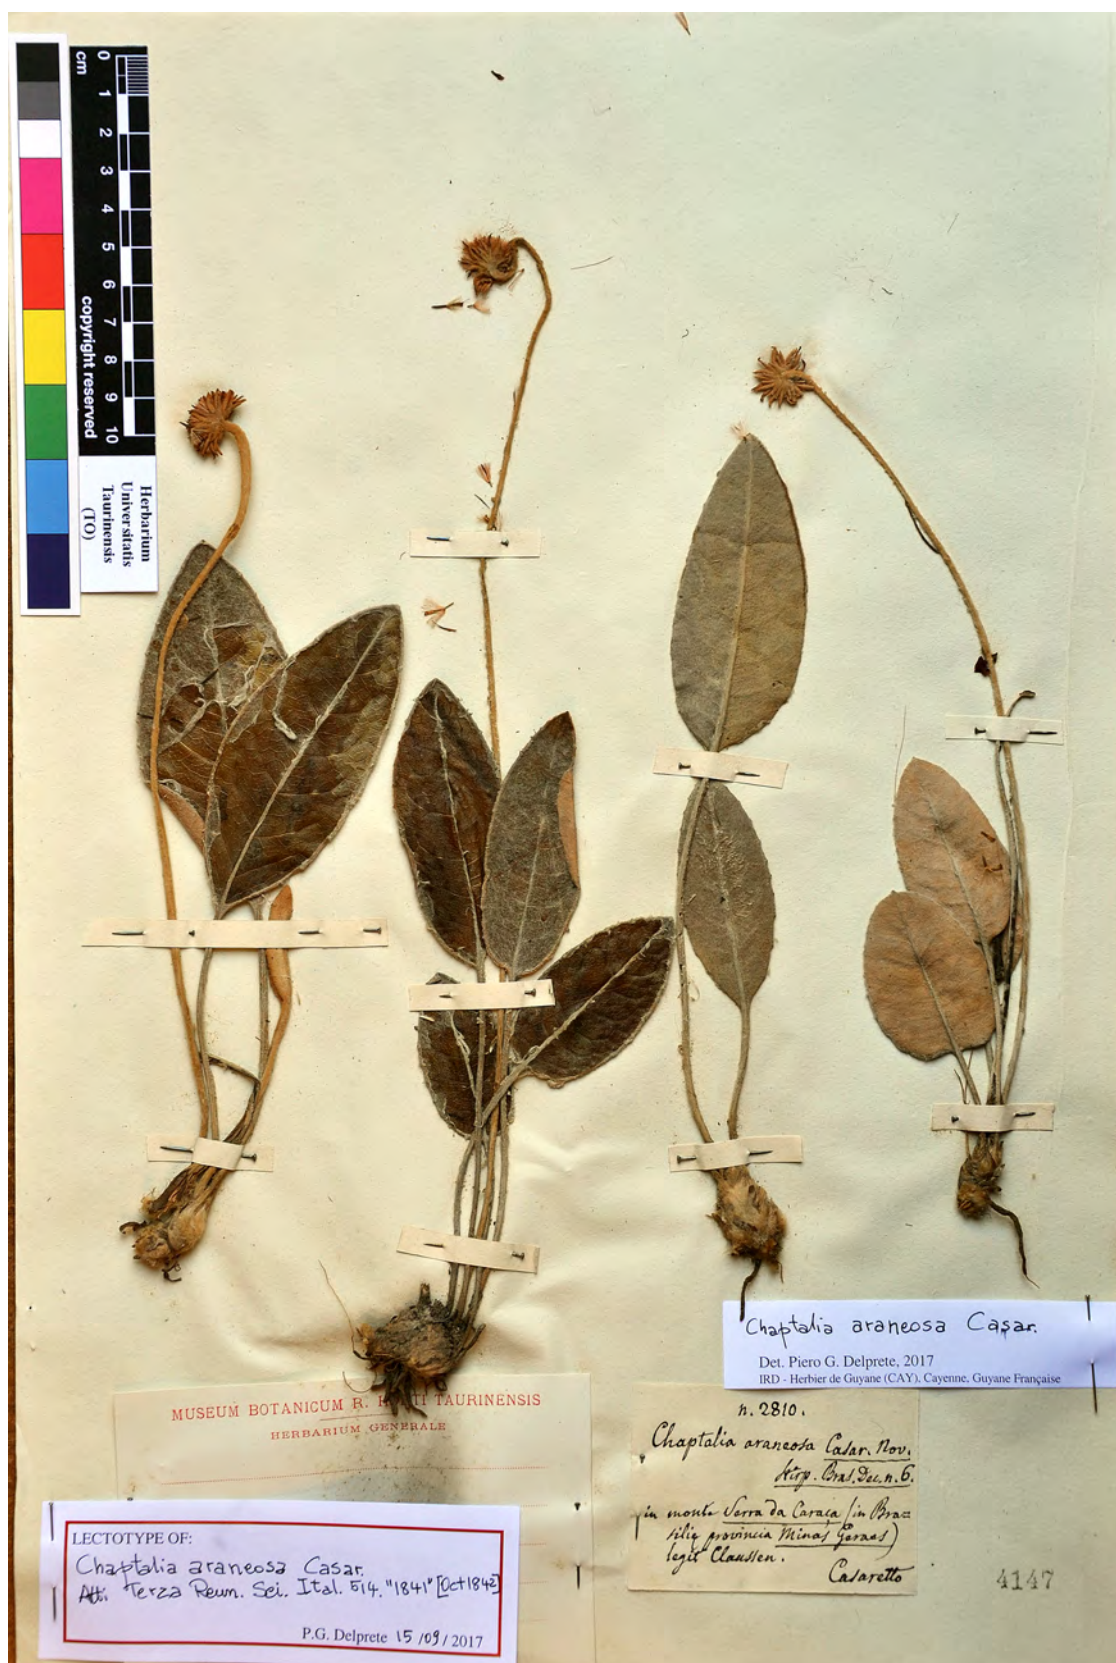 0 1 2 3 4 5 6 7 8 9 10
cm
copyright reserved
Herbarium
Universitatis
Taurinensis
(TO)
Chaptalia araneosa Casar.
Det. Piero G. Delprete, 2017
IRD - Herbier de Guyane (CAY), Cayenne, Guyane Française
MUSEUM BOTANICUM R. TAURINENSIS
HERBARIUM GENERALE
n. 2810.
Chaptalia araneosa Casar. Nov.
Stirp. Bras. Dec. n. 6.
in monte Serra da Caraça (in Bra=
silię provincia Minas Geraes)
legit Claussen.
Casaretto
4147
LECTOTYPE OF:
Chaptalia araneosa Casar.
Atti Terza Reun. Sci. Ital. 514. "1841" [Oct 1842]
P.G. Delprete 15/09/2017